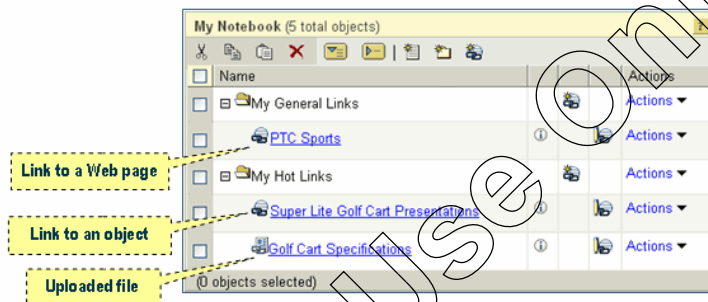 My Notebook (5 total objects)
Name
Actions
My General Links
Actions
PTC Sports
Actions
Link to a Web page
My Hot Links
Actions
Super Lite Golf Cart Presentations
Actions
Link to an object
Golf Cart Specifications
Actions
(0 objects selected)
Uploaded file
use Onl